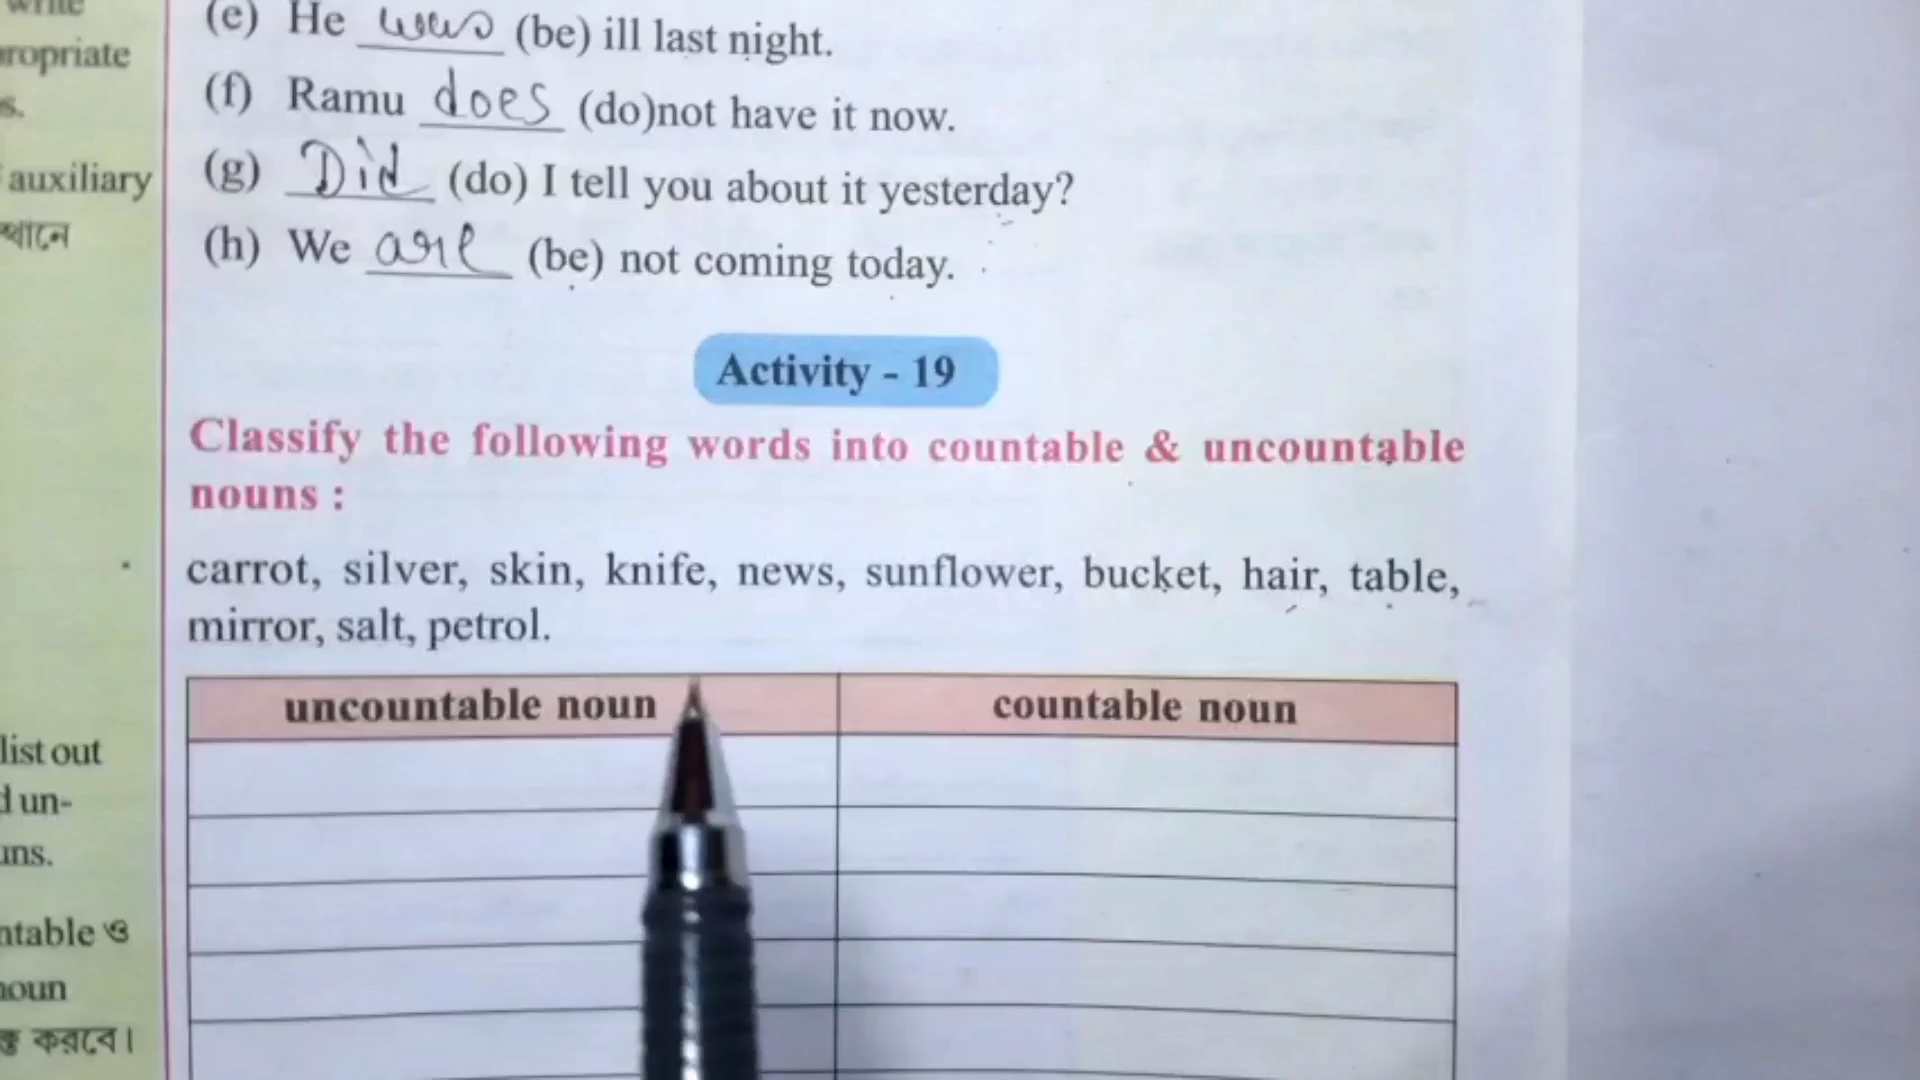 write
ropriate
s.
auxiliary
স্থানে
list out
d un-
uns.
ntable ও
noun
ক্ত করবে।
(e) He was (be) ill last night.
(f) Ramu does (do)not have it now.
(g) Did (do) I tell you about it yesterday?
(h) We are (be) not coming today.
Activity - 19
Classify the following words into countable & uncountable
nouns :
carrot, silver, skin, knife, news, sunflower, bucket, hair, table,
mirror, salt, petrol.
uncountable noun countable noun